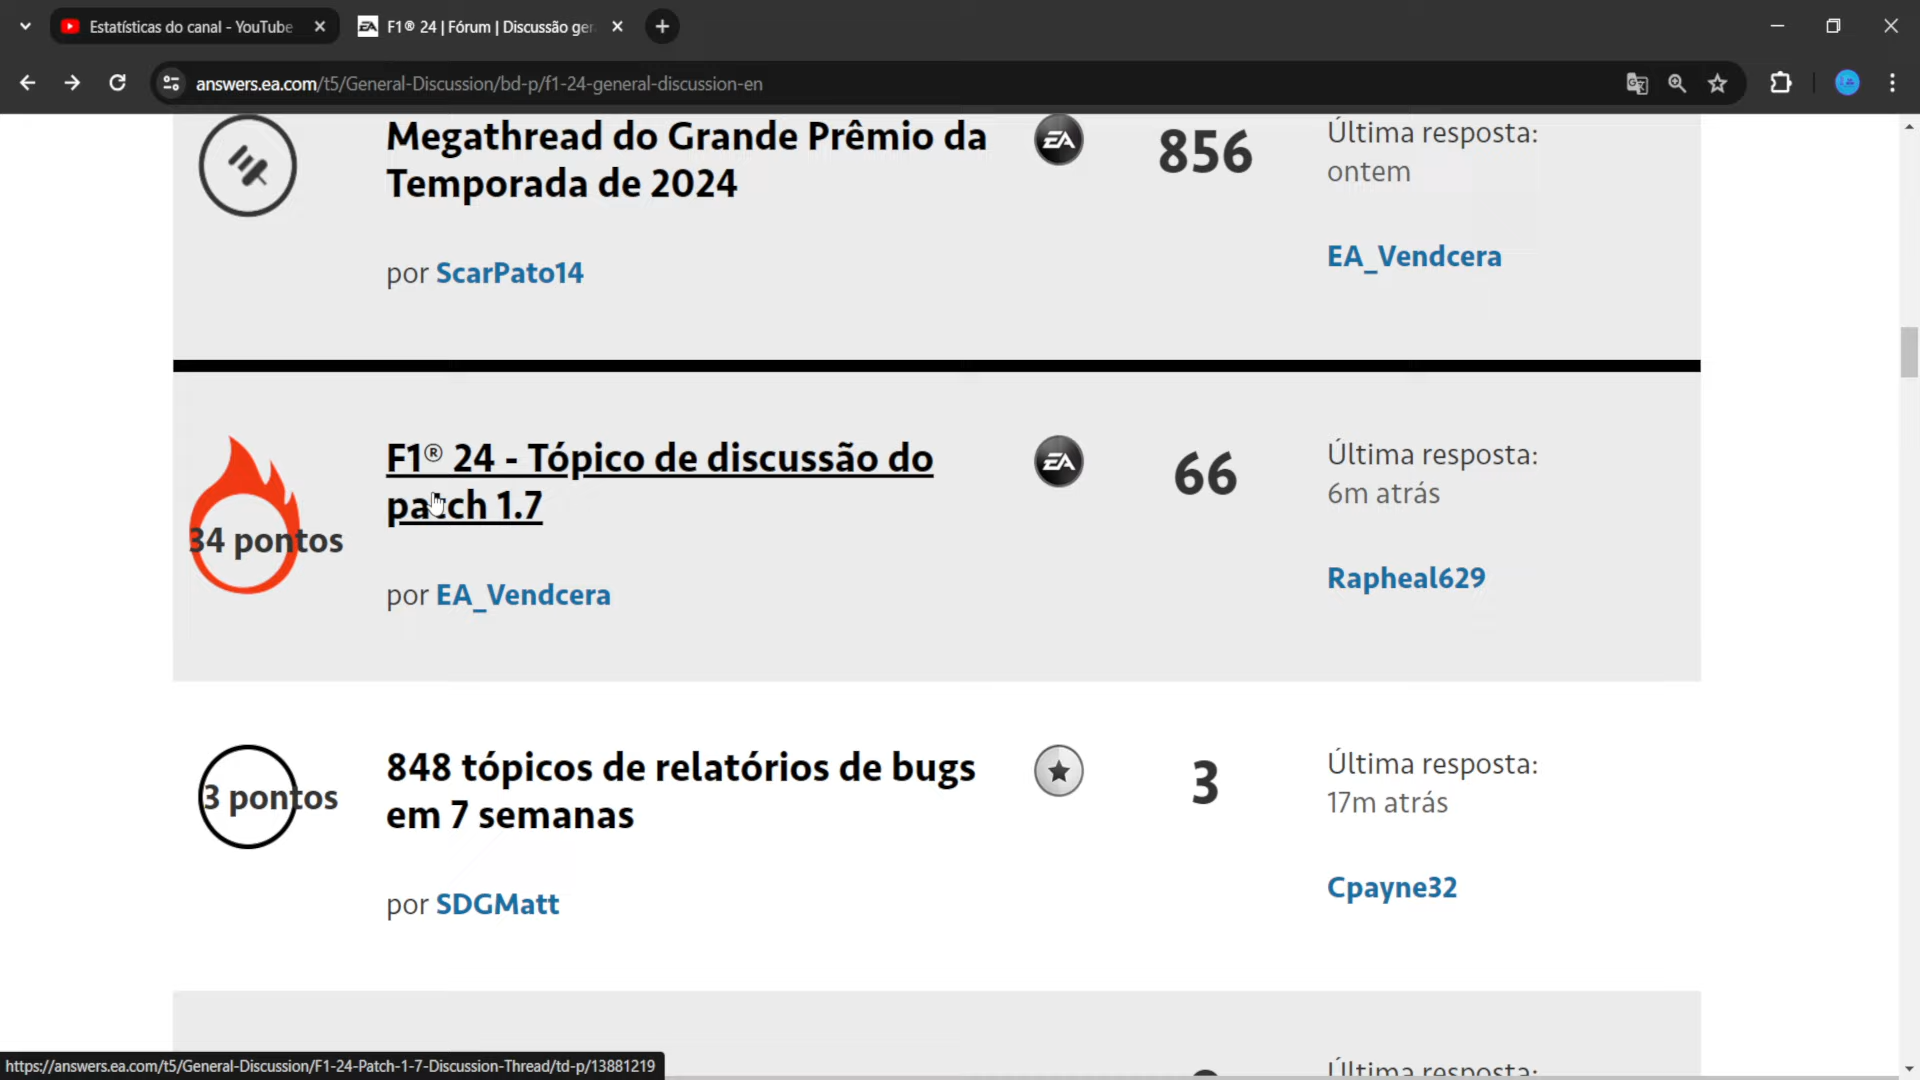 Estatísticas do canal - YouTube
F1® 24 | Fórum | Discussão ger
answers.ea.com/t5/General-Discussion/bd-p/f1-24-general-discussion-en
Megathread do Grande Prêmio da
Temporada de 2024
por ScarPato14
EA
856
Última resposta:
ontem
EA_Vendcera
34 pontos
F1® 24 - Tópico de discussão do
patch 1.7
por EA_Vendcera
EA
66
Última resposta:
6m atrás
Rapheal629
3 pontos
848 tópicos de relatórios de bugs
em 7 semanas
por SDGMatt
3
Última resposta:
17m atrás
Cpayne32
Última resposta:
https://answers.ea.com/t5/General-Discussion/F1-24-Patch-1-7-Discussion-Thread/td-p/13881219